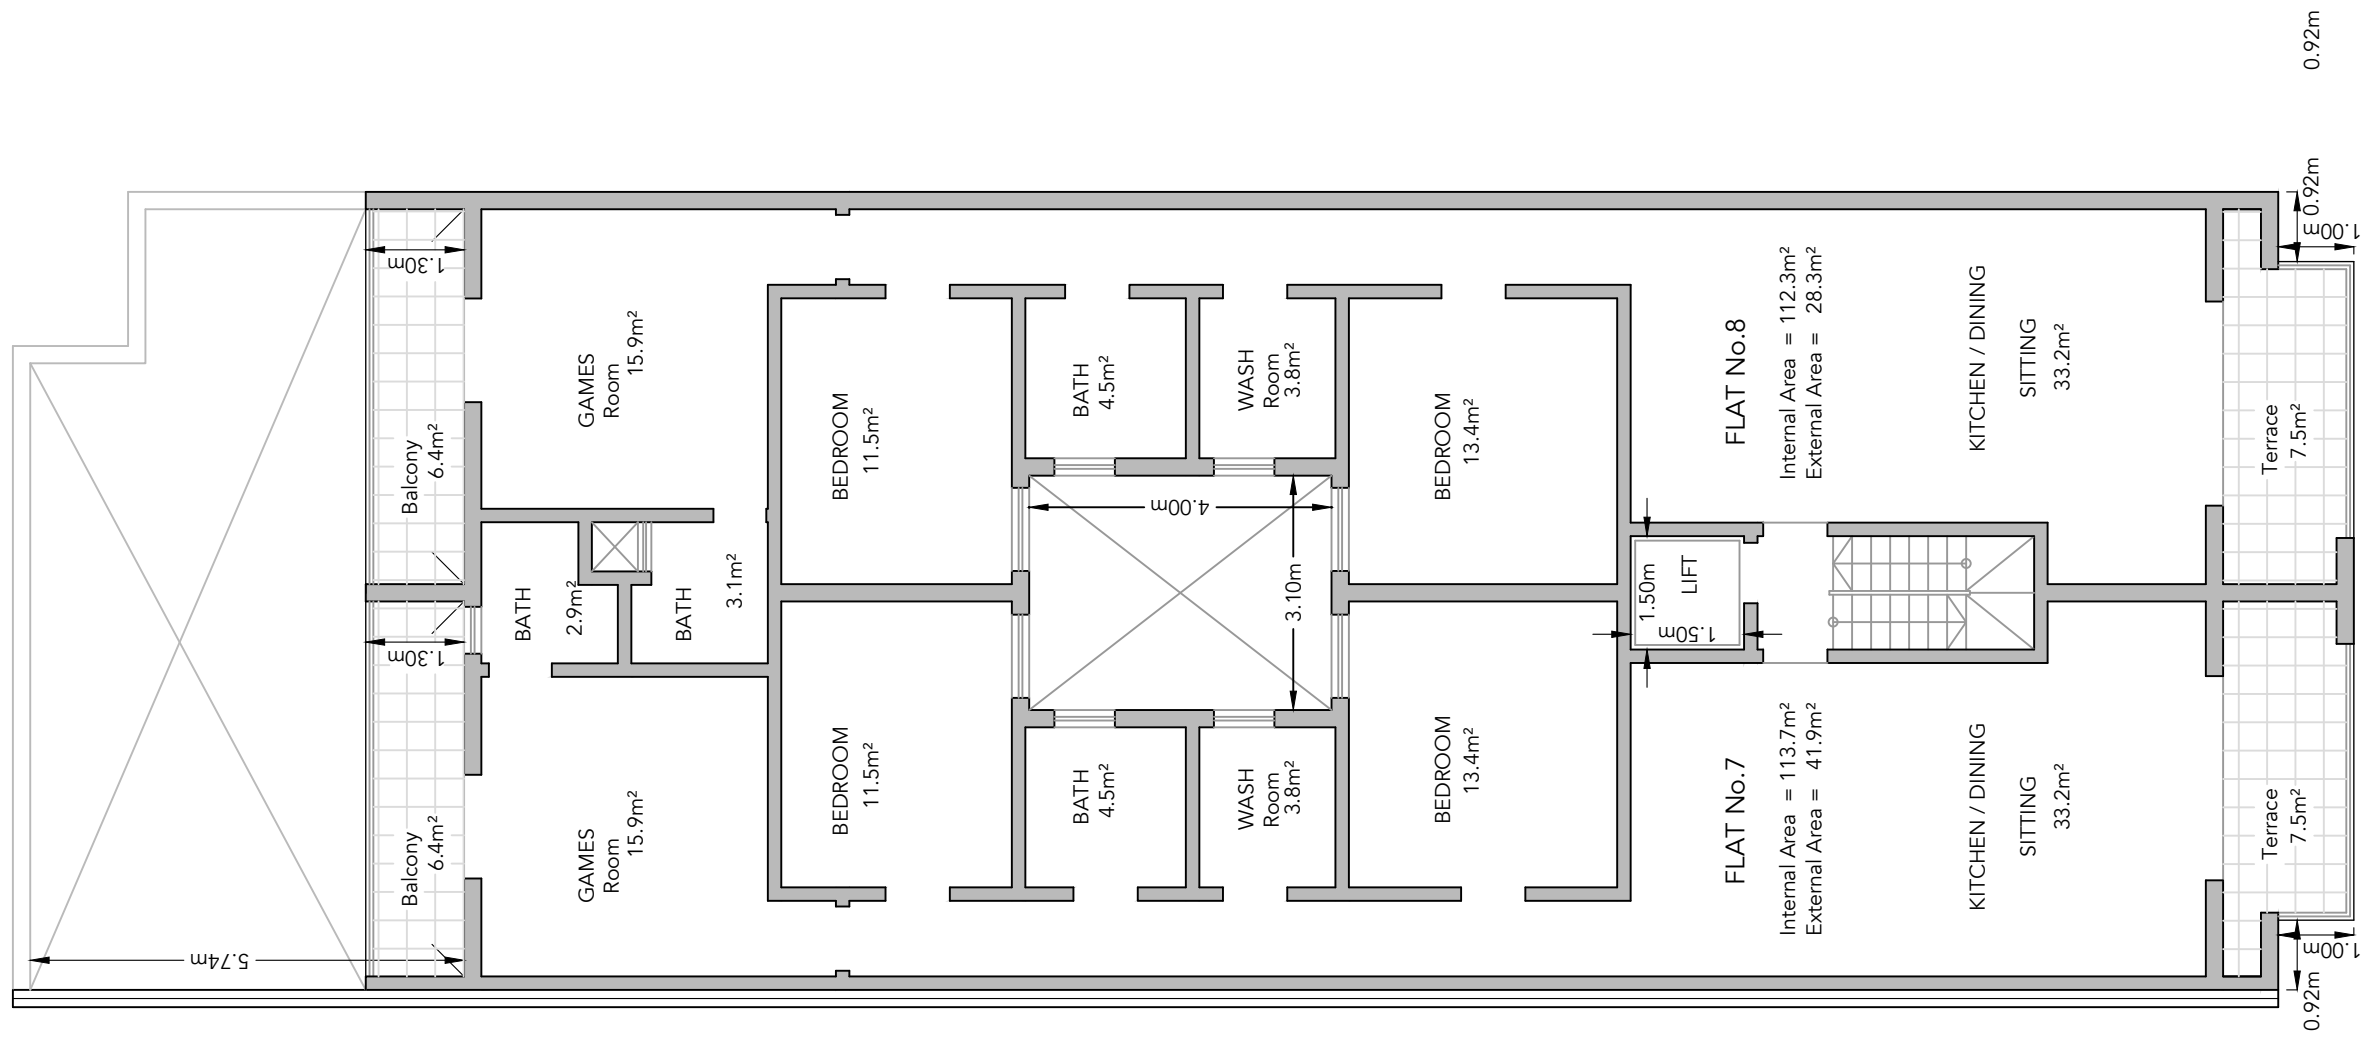 0.92m
0.92m
1.00m
1.30m
Balcony
6.4m²
GAMES
Room
15.9m²
BEDROOM
11.5m²
BATH
4.5m²
WASH
Room
3.8m²
BEDROOM
13.4m²
FLAT No.8
Internal Area = 112.3m²
External Area = 28.3m²
KITCHEN / DINING
SITTING
33.2m²
Terrace
7.5m²
4.00m
3.10m
BATH
2.9m²
BATH
3.1m²
1.50m
LIFT
1.50m
1.30m
Balcony
6.4m²
GAMES
Room
15.9m²
BEDROOM
11.5m²
BATH
4.5m²
WASH
Room
3.8m²
BEDROOM
13.4m²
FLAT No.7
Internal Area = 113.7m²
External Area = 41.9m²
KITCHEN / DINING
SITTING
33.2m²
Terrace
7.5m²
5.74m
1.00m
0.92m